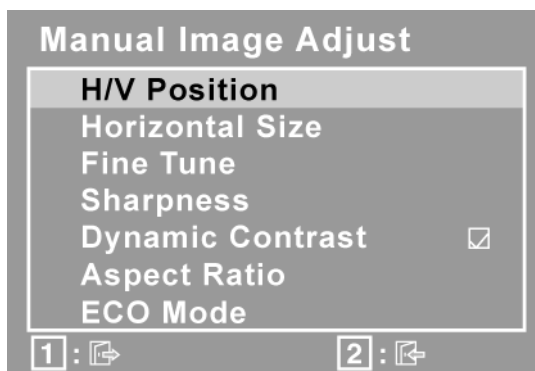 Manual Image Adjust
H/V Position
Horizontal Size
Fine Tune
Sharpness
Dynamic Contrast
Aspect Ratio
ECO Mode
1: 2: